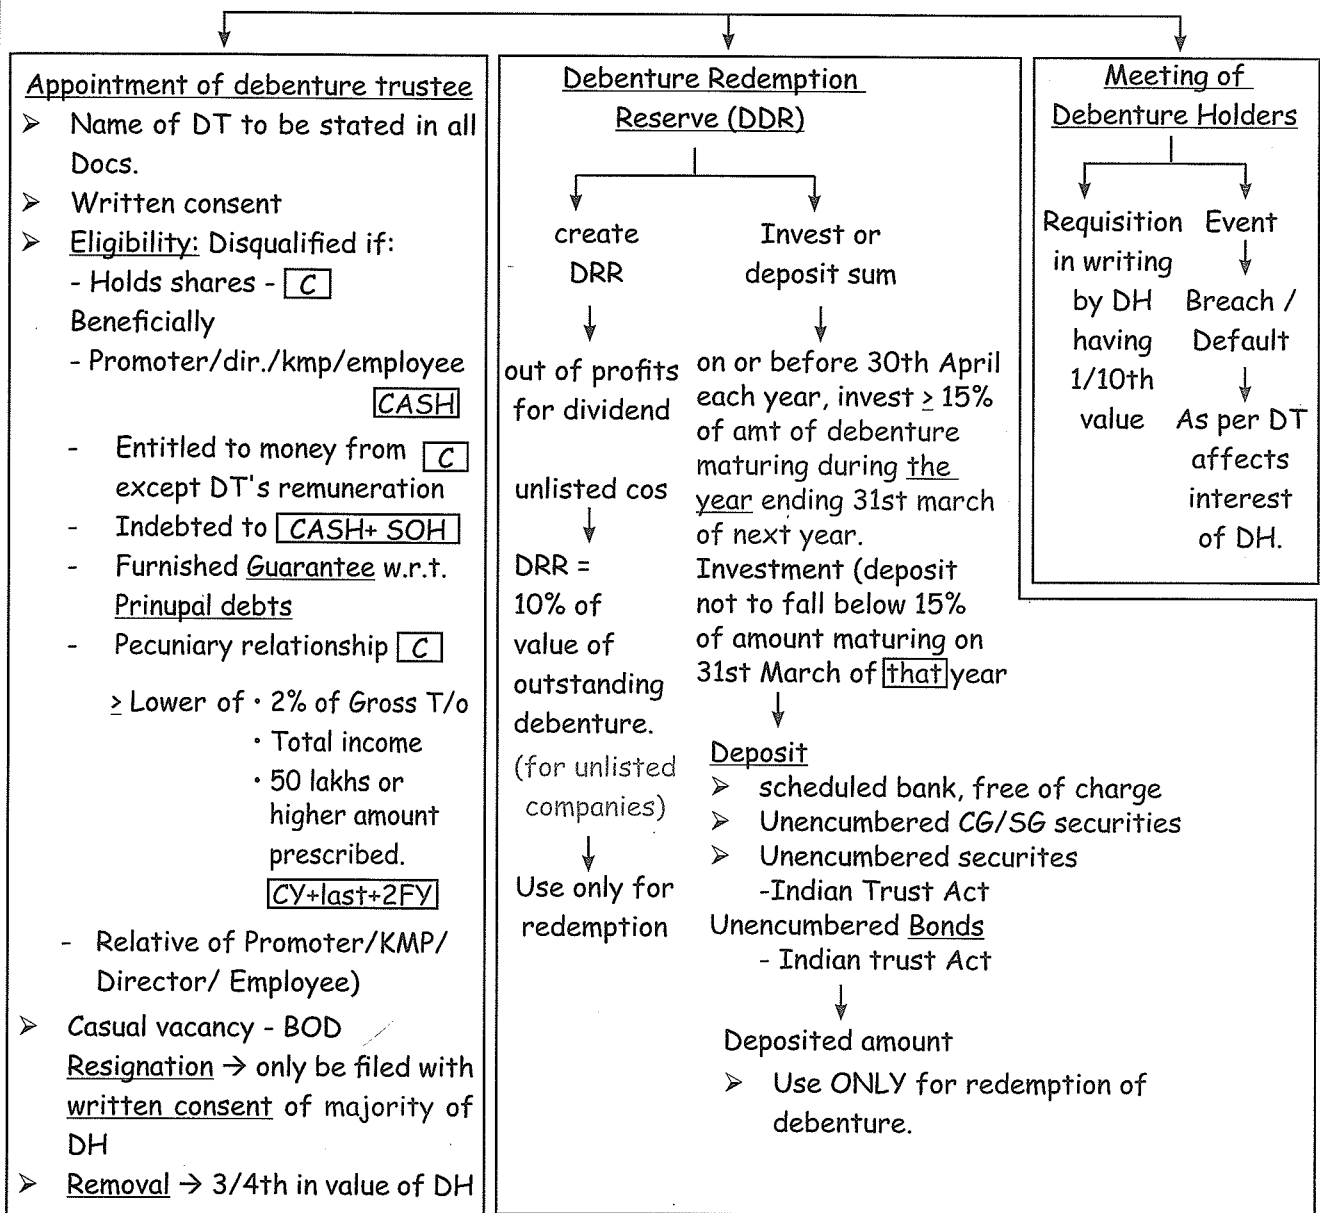 Appointment of debenture trustee
➢ Name of DT to be stated in all
Docs.
➢ Written consent
➢ Eligibility: Disqualified if:
- Holds shares - C
Beneficially
- Promoter/dir./kmp/employee
CASH
- Entitled to money from C
except DT's remuneration
- Indebted to CASH+ SOH
- Furnished Guarantee w.r.t.
Prinupal debts
- Pecuniary relationship C
≥ Lower of • 2% of Gross T/o
• Total income
• 50 lakhs or
higher amount
prescribed.
CY+last+2FY
- Relative of Promoter/KMP/
Director/ Employee)
➢ Casual vacancy - BOD
Resignation → only be filed with
written consent of majority of
DH
➢ Removal → 3/4th in value of DH
Debenture Redemption
Reserve (DDR)
create
DRR
out of profits
for dividend
unlisted cos
DRR =
10% of
value of
outstanding
debenture.
(for unlisted
companies)
Use only for
redemption
Invest or
deposit sum
on or before 30th April
each year, invest ≥ 15%
of amt of debenture
maturing during the
year ending 31st march
of next year.
Investment (deposit
not to fall below 15%
of amount maturing on
31st March of that year
Deposit
➢ scheduled bank, free of charge
➢ Unencumbered CG/SG securities
➢ Unencumbered securites
-Indian Trust Act
Unencumbered Bonds
- Indian trust Act
Deposited amount
➢ Use ONLY for redemption of
debenture.
Meeting of
Debenture Holders
Requisition
in writing
by DH
having
1/10th
value
Event
Breach /
Default
As per DT
affects
interest
of DH.